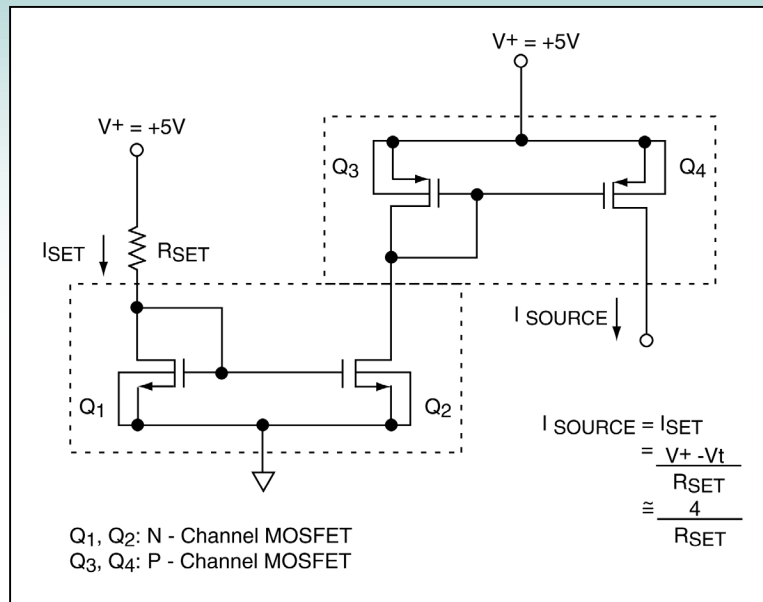 V+ = +5V
V+ = +5V
Q3
Q4
ISET
RSET
I SOURCE
Q1
Q2
I SOURCE = ISET
= V+ -Vt
RSET
≅ 4
RSET
Q1, Q2: N - Channel MOSFET
Q3, Q4: P - Channel MOSFET